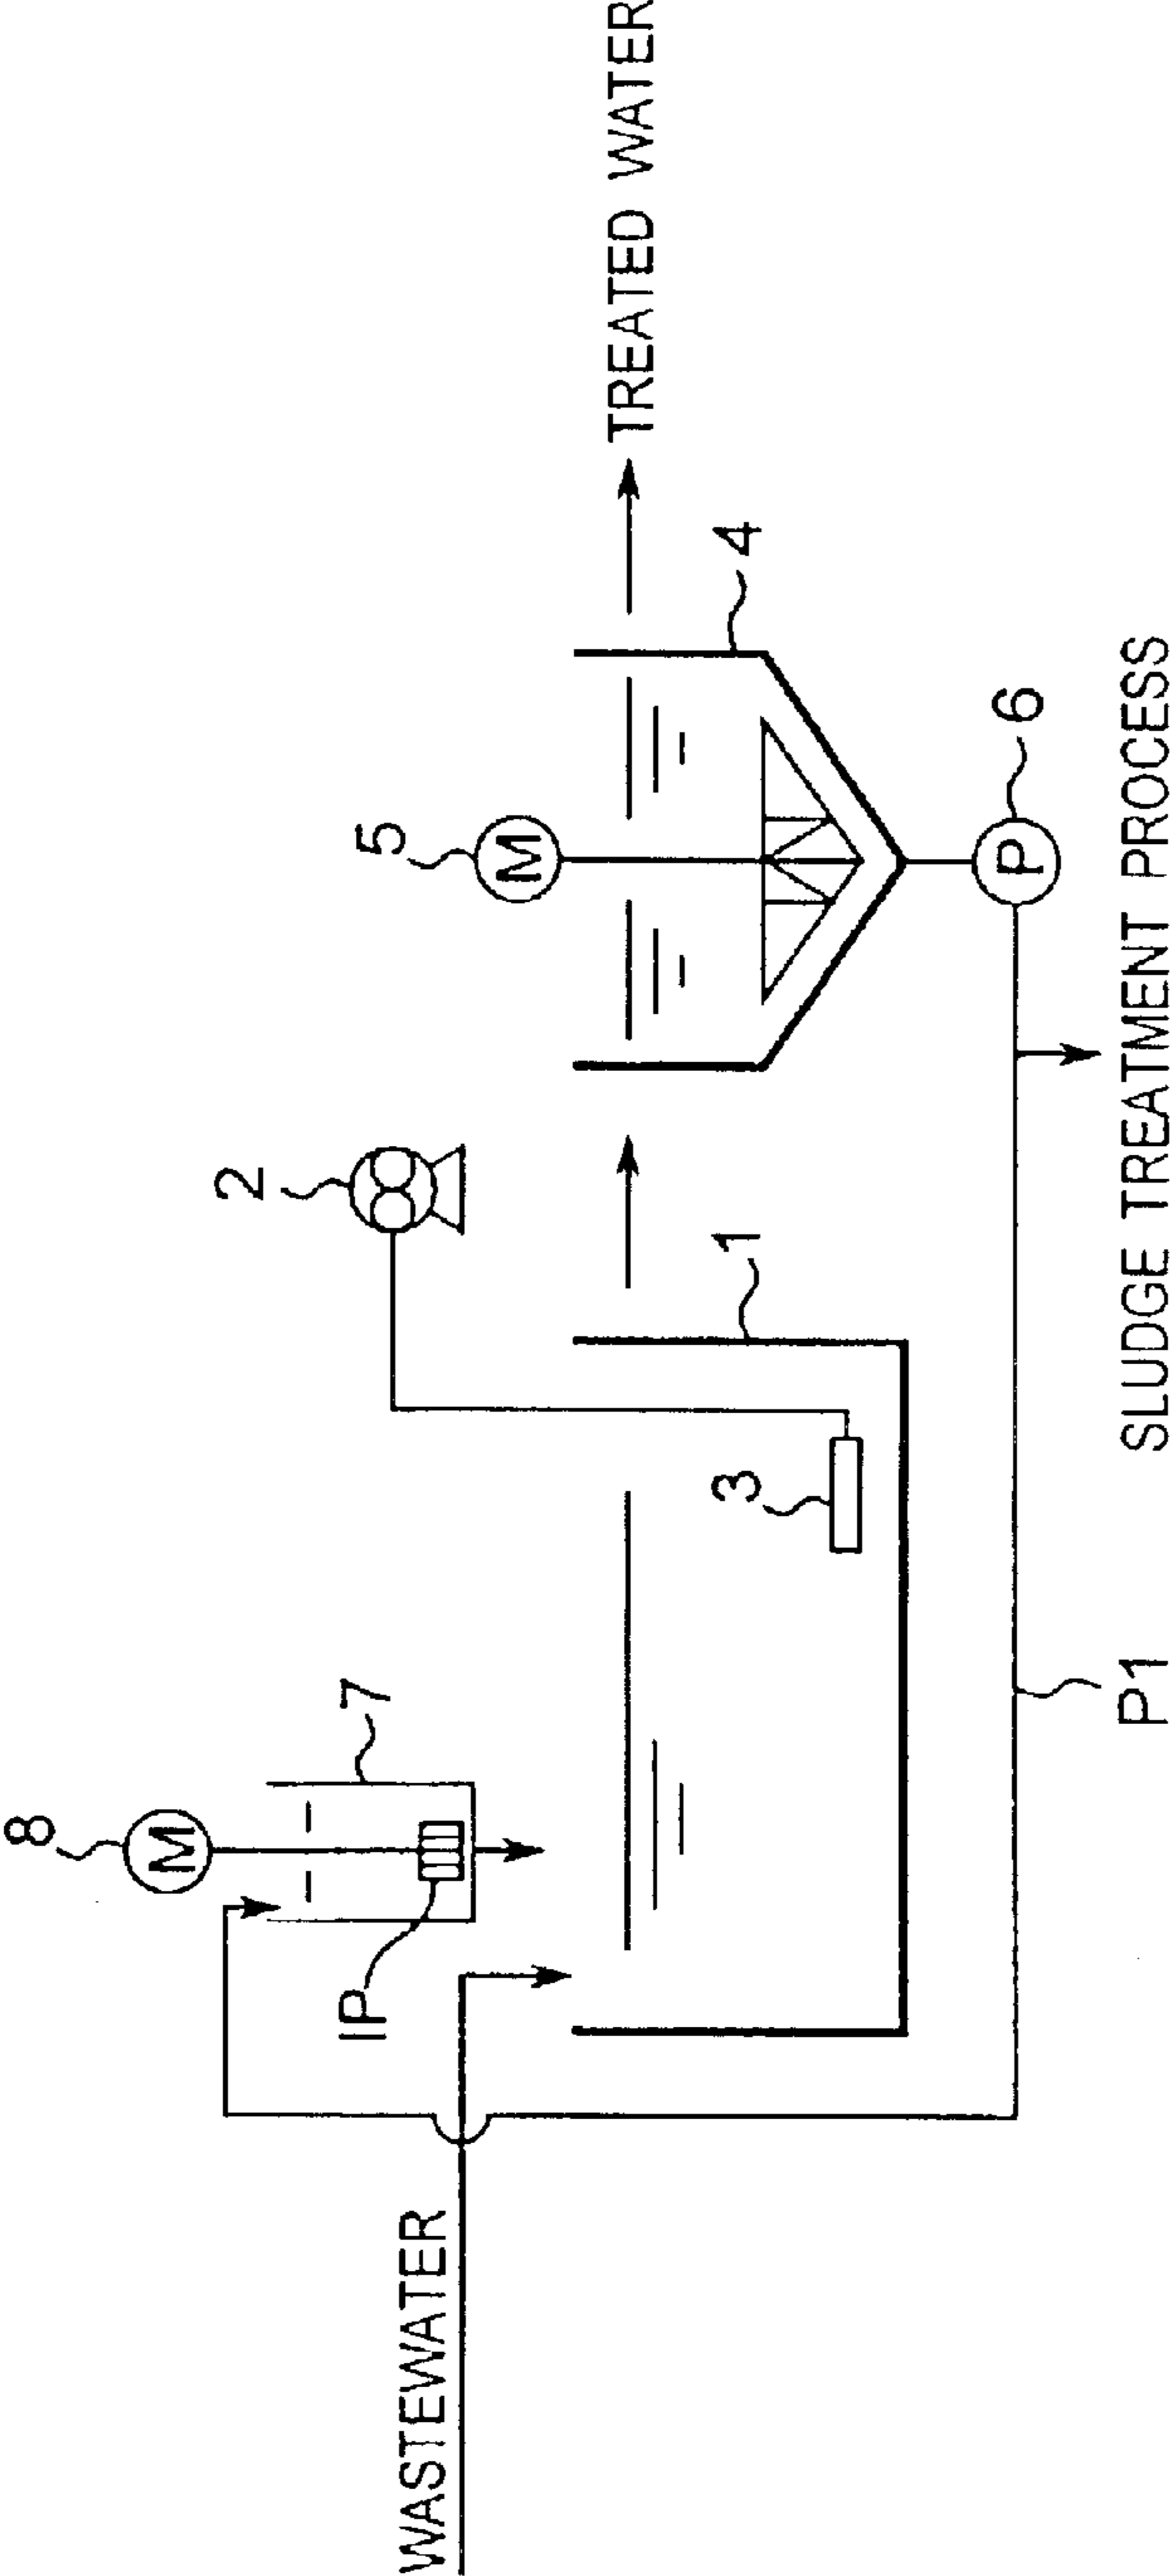 8
M
7
IP
WASTEWATER
2
5
M
TREATED WATER
3
1
4
6
P
P1
SLUDGE TREATMENT PROCESS